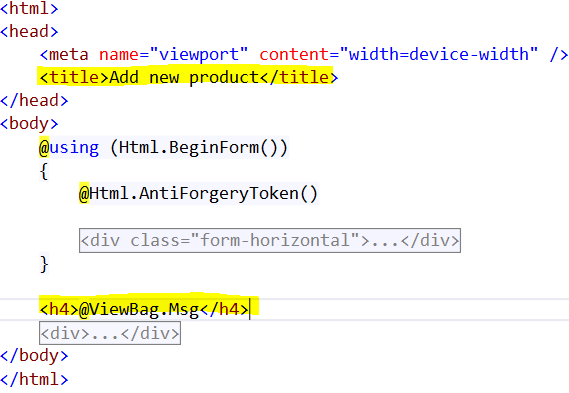 <html>
<head>
<meta name="viewport" content="width=device-width" />
<title>Add new product</title>
</head>
<body>
@using (Html.BeginForm())
{
@Html.AntiForgeryToken()
<div class="form-horizontal">...</div>
}
<h4>@ViewBag.Msg</h4>
<div>...</div>
</body>
</html>